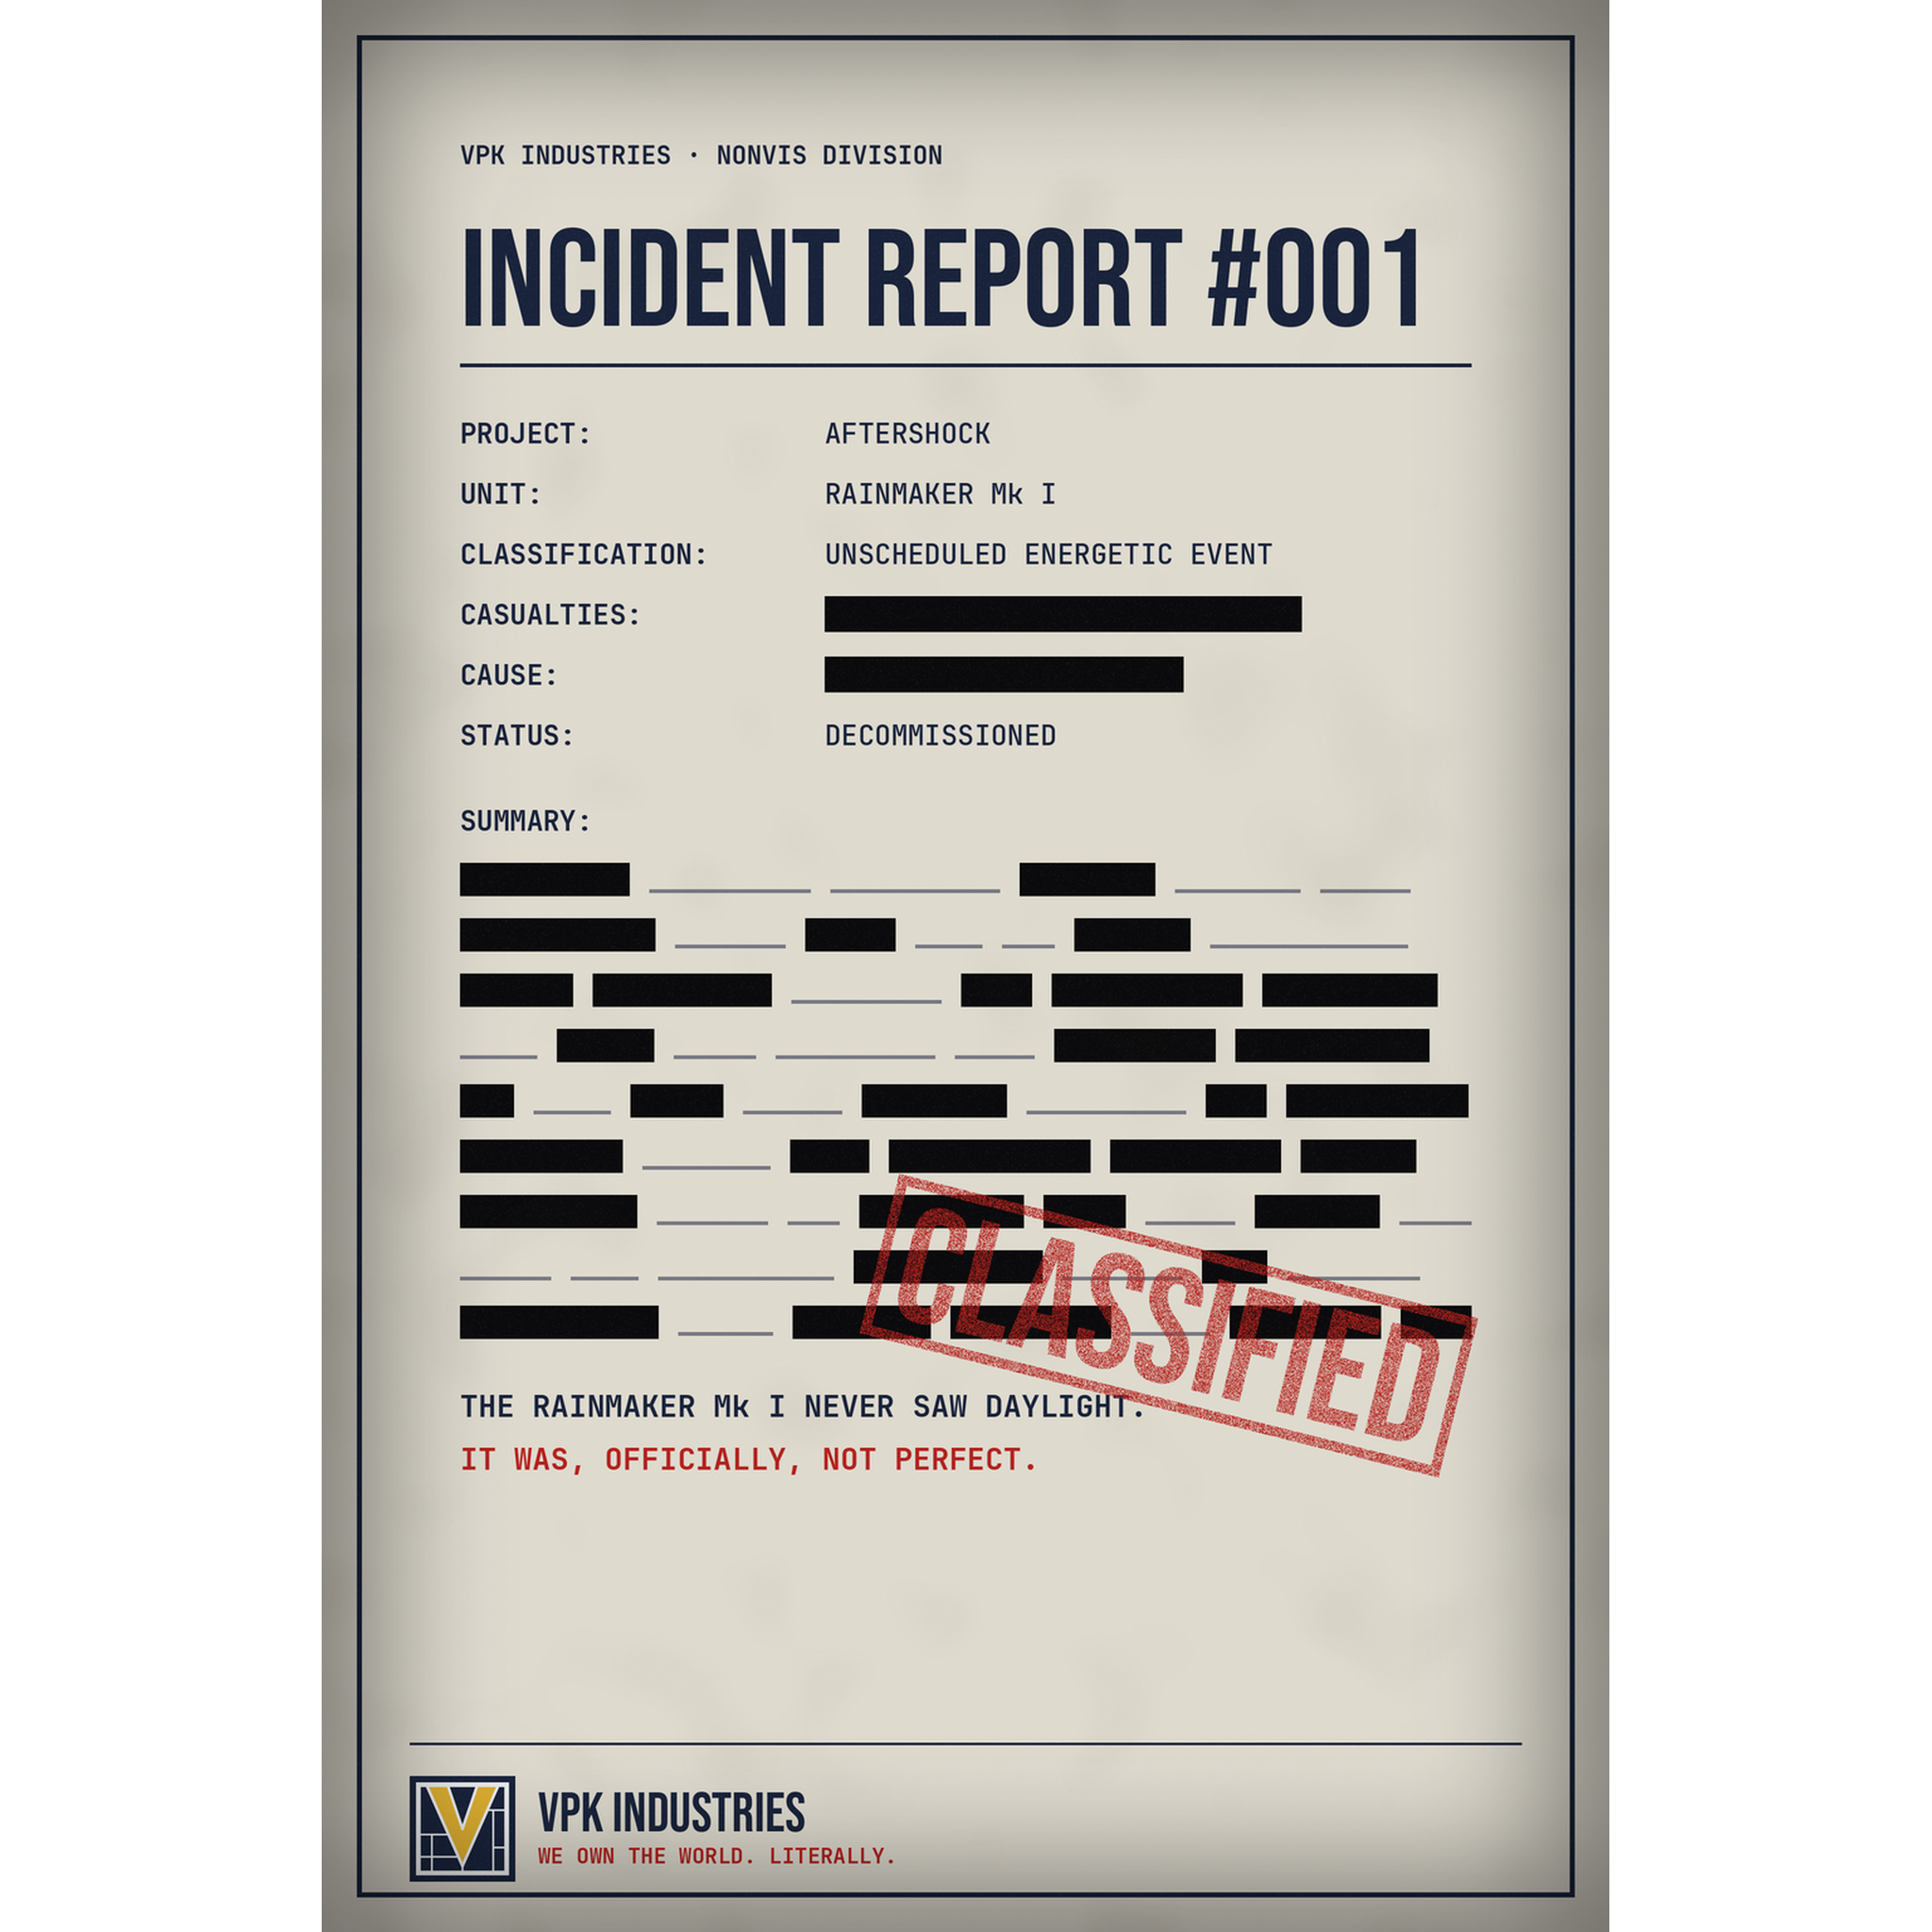 VPK INDUSTRIES · NONVIS DIVISION
INCIDENT REPORT #001
PROJECT: AFTERSHOCK
UNIT: RAINMAKER Mk I
CLASSIFICATION: UNSCHEDULED ENERGETIC EVENT
CASUALTIES:
CAUSE:
STATUS: DECOMMISSIONED
SUMMARY:
CLASSIFIED
THE RAINMAKER Mk I NEVER SAW DAYLIGHT.
IT WAS, OFFICIALLY, NOT PERFECT.
V
VPK INDUSTRIES
WE OWN THE WORLD. LITERALLY.